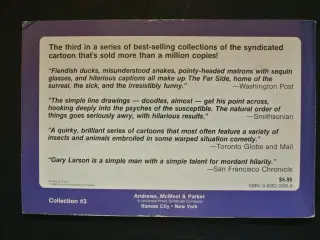 The third in a series of best-selling collections of the syndicated
cartoon that's sold more than a million copies!
"Fiendish ducks, misunderstood snakes, pointy-headed matrons with sequin
glasses, and hilarious captions all make up The Far Side, home of the
surreal, the sick, and the irresistibly funny."
—Washington Post
"The simple line drawings — doodles, almost — get his point across,
hooking deeply into the psyches of the susceptible. The natural order of
things goes seriously awry, with hilarious results."
—Smithsonian
"A quirky, brilliant series of cartoons that most often feature a variety of
insects and animals embroiled in some warped situation comedy."
—Toronto Globe and Mail
"Gary Larson is a simple man with a simple talent for mordant hilarity."
—San Francisco Chronicle
Collection #3
Andrews, McMeel & Parker
A Universal Press Syndicate Company
Kansas City • New York